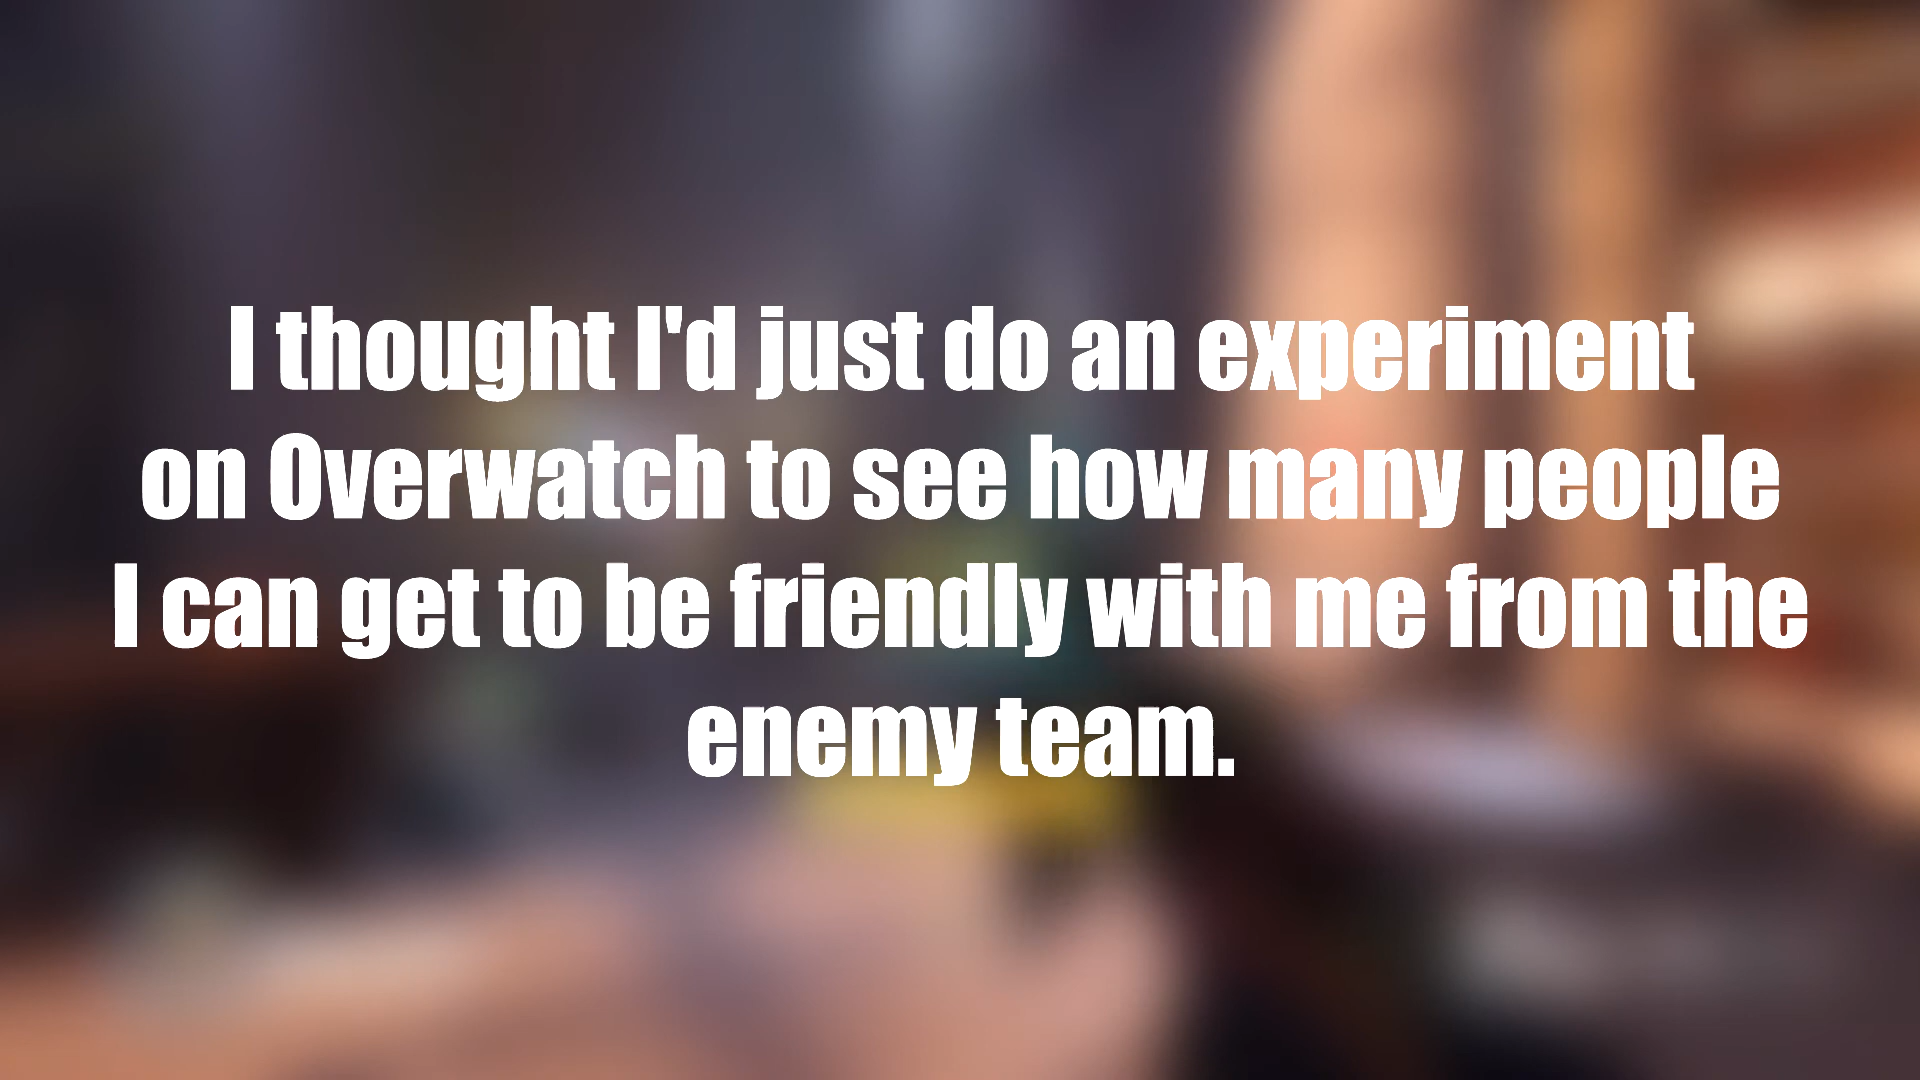 I thought I'd just do an experiment
on Overwatch to see how many people
I can get to be friendly with me from the
enemy team.